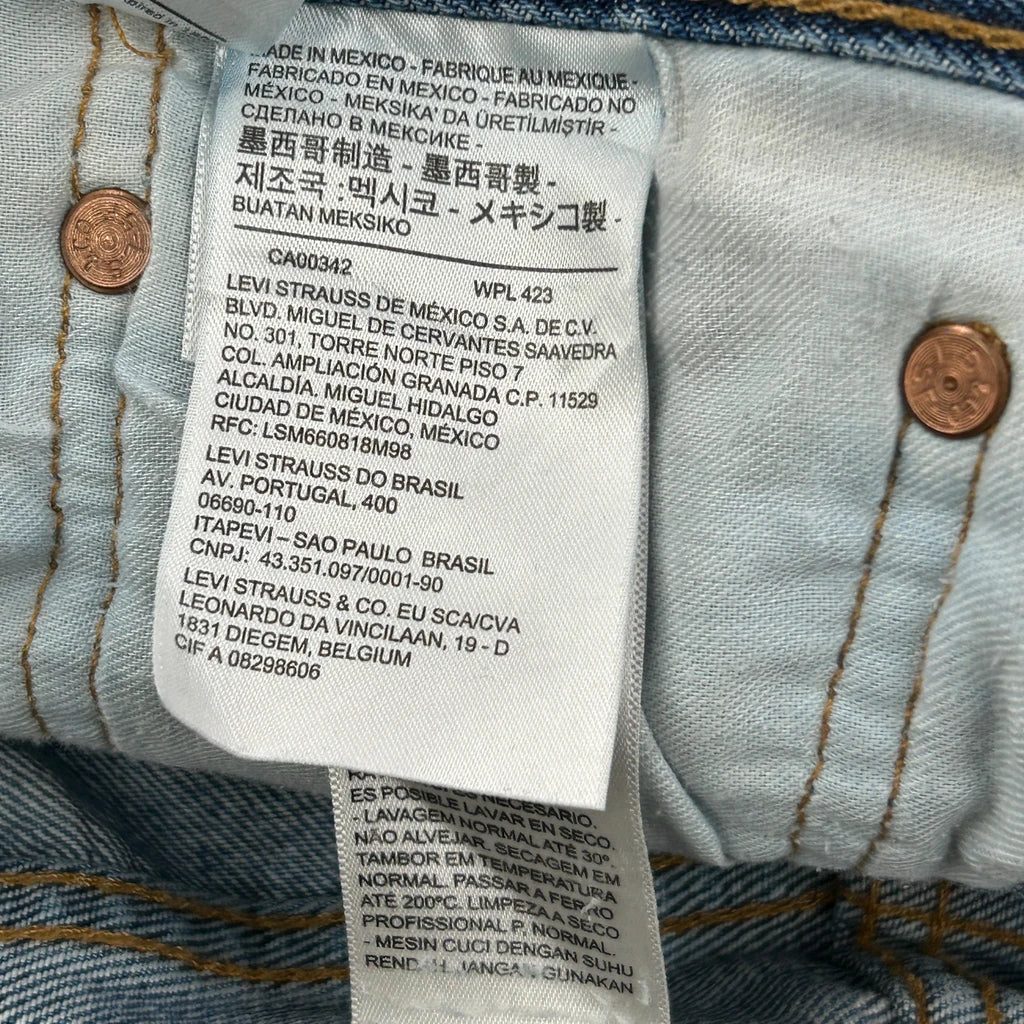 MADE IN MEXICO - FABRIQUE AU MEXIQUE -
FABRICADO EN MEXICO - FABRICADO NO
MÉXICO - MEKSİKA' DA ÜRETİLMİŞTİR -
СДЕЛАНО В МЕКСИКЕ -
墨西哥制造 - 墨西哥製 -
제조국 :멕시코 - メキシコ製 -
BUATAN MEKSIKO
CA00342
WPL 423
LEVI STRAUSS DE MÉXICO S.A. DE C.V.
BLVD. MIGUEL DE CERVANTES SAAVEDRA
NO. 301, TORRE NORTE PISO 7
COL. AMPLIACIÓN GRANADA C.P. 11529
ALCALDÍA. MIGUEL HIDALGO
CIUDAD DE MÉXICO, MÉXICO
RFC: LSM660818M98
LEVI STRAUSS DO BRASIL
AV. PORTUGAL, 400
06690-110
ITAPEVI – SAO PAULO BRASIL
CNPJ: 43.351.097/0001-90
LEVI STRAUSS & CO. EU SCA/CVA
LEONARDO DA VINCILAAN, 19 - D
1831 DIEGEM, BELGIUM
CIF A 08298606
NECESARIO.
ES POSIBLE LAVAR EN SECO.
- LAVAGEM NORMAL ATÉ 30º.
NÃO ALVEJAR. SECAGEM EM
TAMBOR EM TEMPERATURA
NORMAL. PASSAR A FERRO
ATÉ 200ºC. LIMPEZA A SECO
PROFISSIONAL P. NORMAL.
- MESIN CUCI DENGAN SUHU
RENDAH. JANGAN GUNAKAN